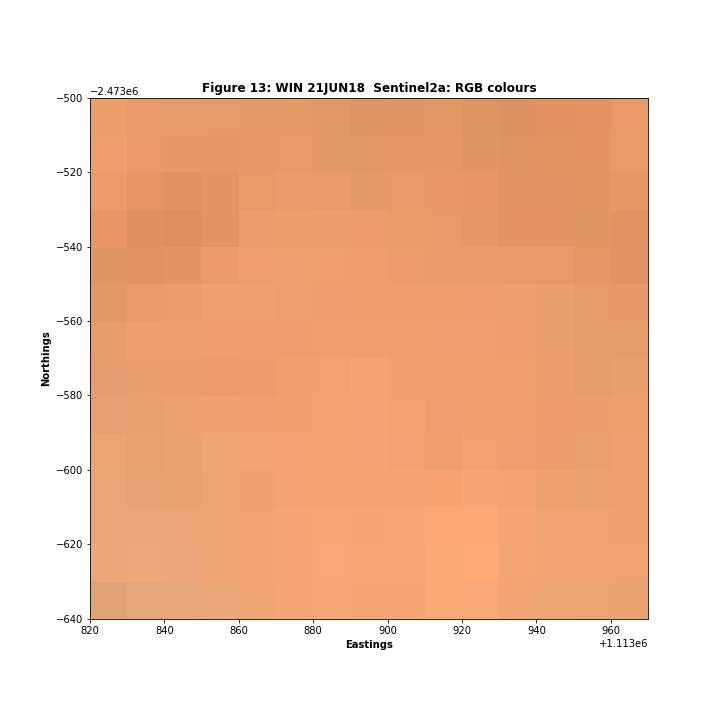 Figure 13: WIN 21JUN18  Sentinel2a: RGB colours
−2.473e6
−500
−520
−540
−560
−580
−600
−620
−640
Northings
820 840 860 880 900 920 940 960
+1.113e6
Eastings